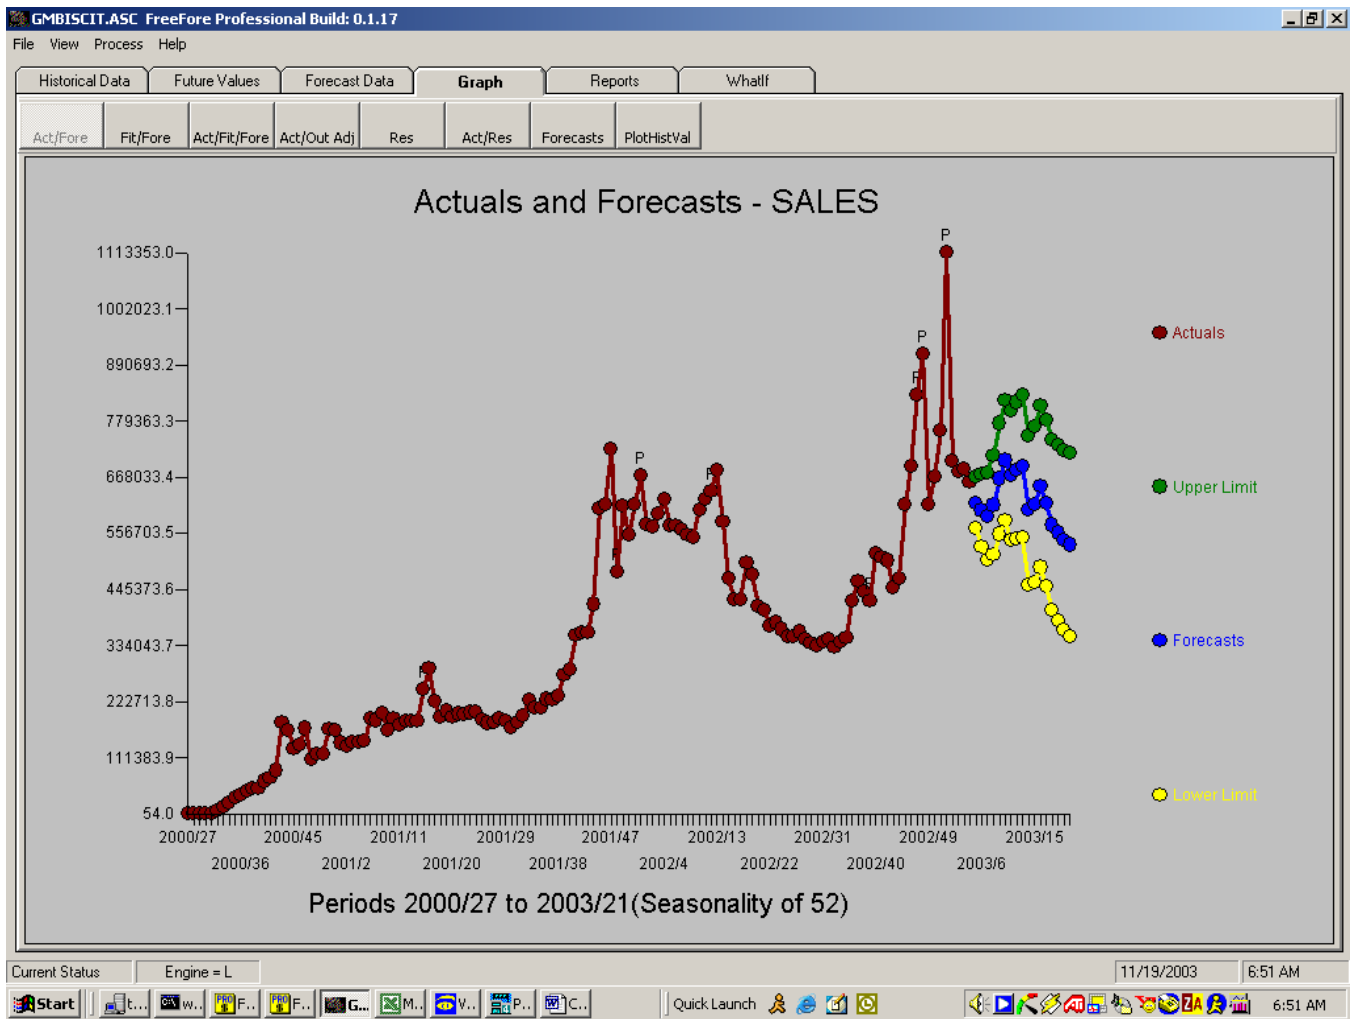 GMBISCIT.ASC FreeFore Professional Build: 0.1.17
File View Process Help
Historical Data Future Values Forecast Data Graph Reports WhatIf
Act/Fore Fit/Fore Act/Fit/Fore Act/Out Adj Res Act/Res Forecasts PlotHistVal
Actuals and Forecasts - SALES
P
1113353.0
1002023.1
Actuals
P
890693.2
P
779363.3
P
P
668033.4
Upper Limit
556703.5
445373.6
334043.7
Forecasts
222713.8
111383.9
Lower Limit
54.0
2000/27 2000/45 2001/11 2001/29 2001/47 2002/13 2002/31 2002/49 2003/15
2000/36 2001/2 2001/20 2001/38 2002/4 2002/22 2002/40 2003/6
Periods 2000/27 to 2003/21(Seasonality of 52)
Current Status Engine = L 11/19/2003 6:51 AM
Start t... w.. F.. F.. G... M.. V.. P.. C.. Quick Launch ZA 6:51 AM